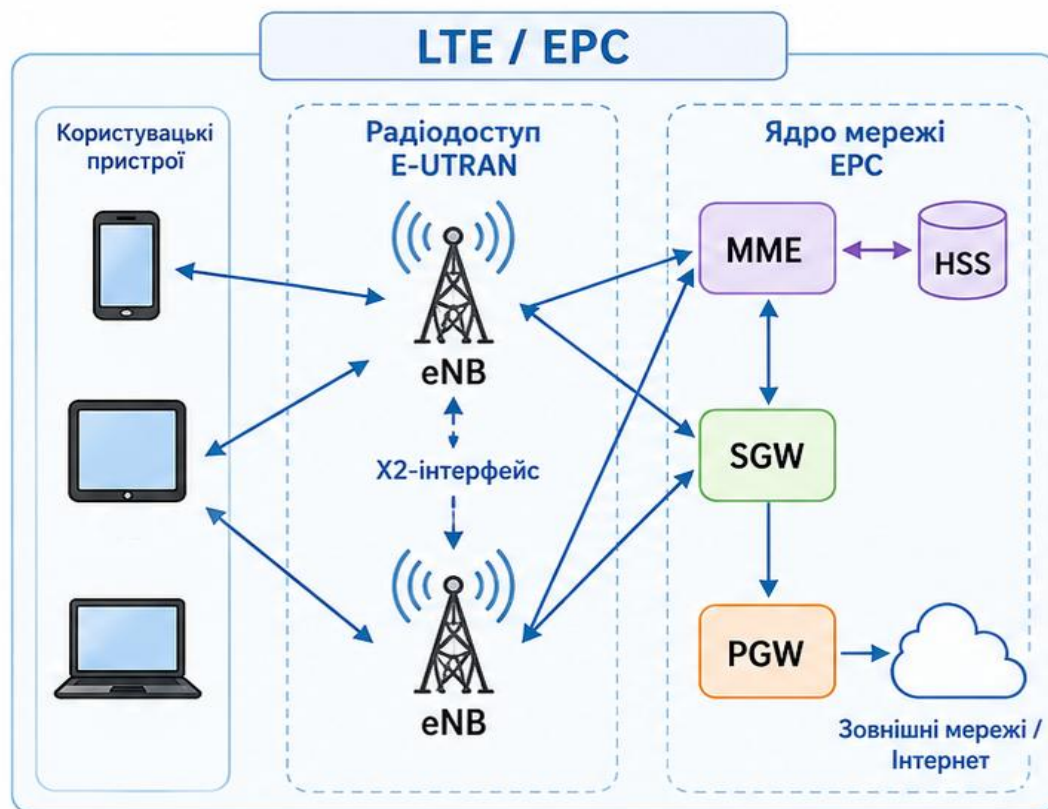 LTE / EPC
Користувацькі
пристрої
Радіодоступ
E-UTRAN
Ядро мережі
EPC
MME
HSS
eNB
X2-інтерфейс
SGW
eNB
PGW
Зовнішні мережі /
Інтернет